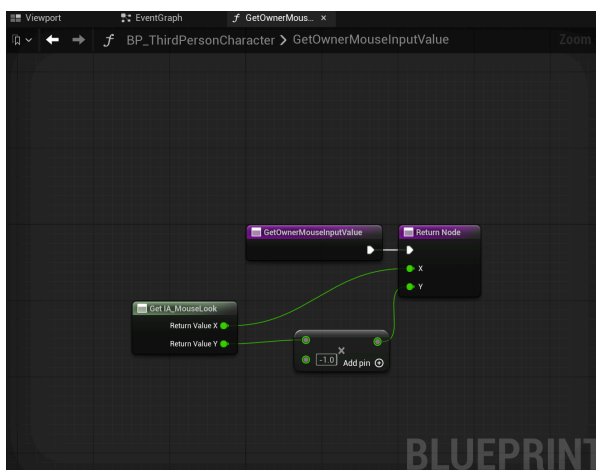 Viewport
EventGraph
f GetOwnerMous... ×
f BP_ThirdPersonCharacter > GetOwnerMouseInputValue
Zoom
GetOwnerMouseInputValue
Return Node
X
Y
Get IA_MouseLook
Return Value X
Return Value Y
×
-1.0
Add pin
BLUEPRINT